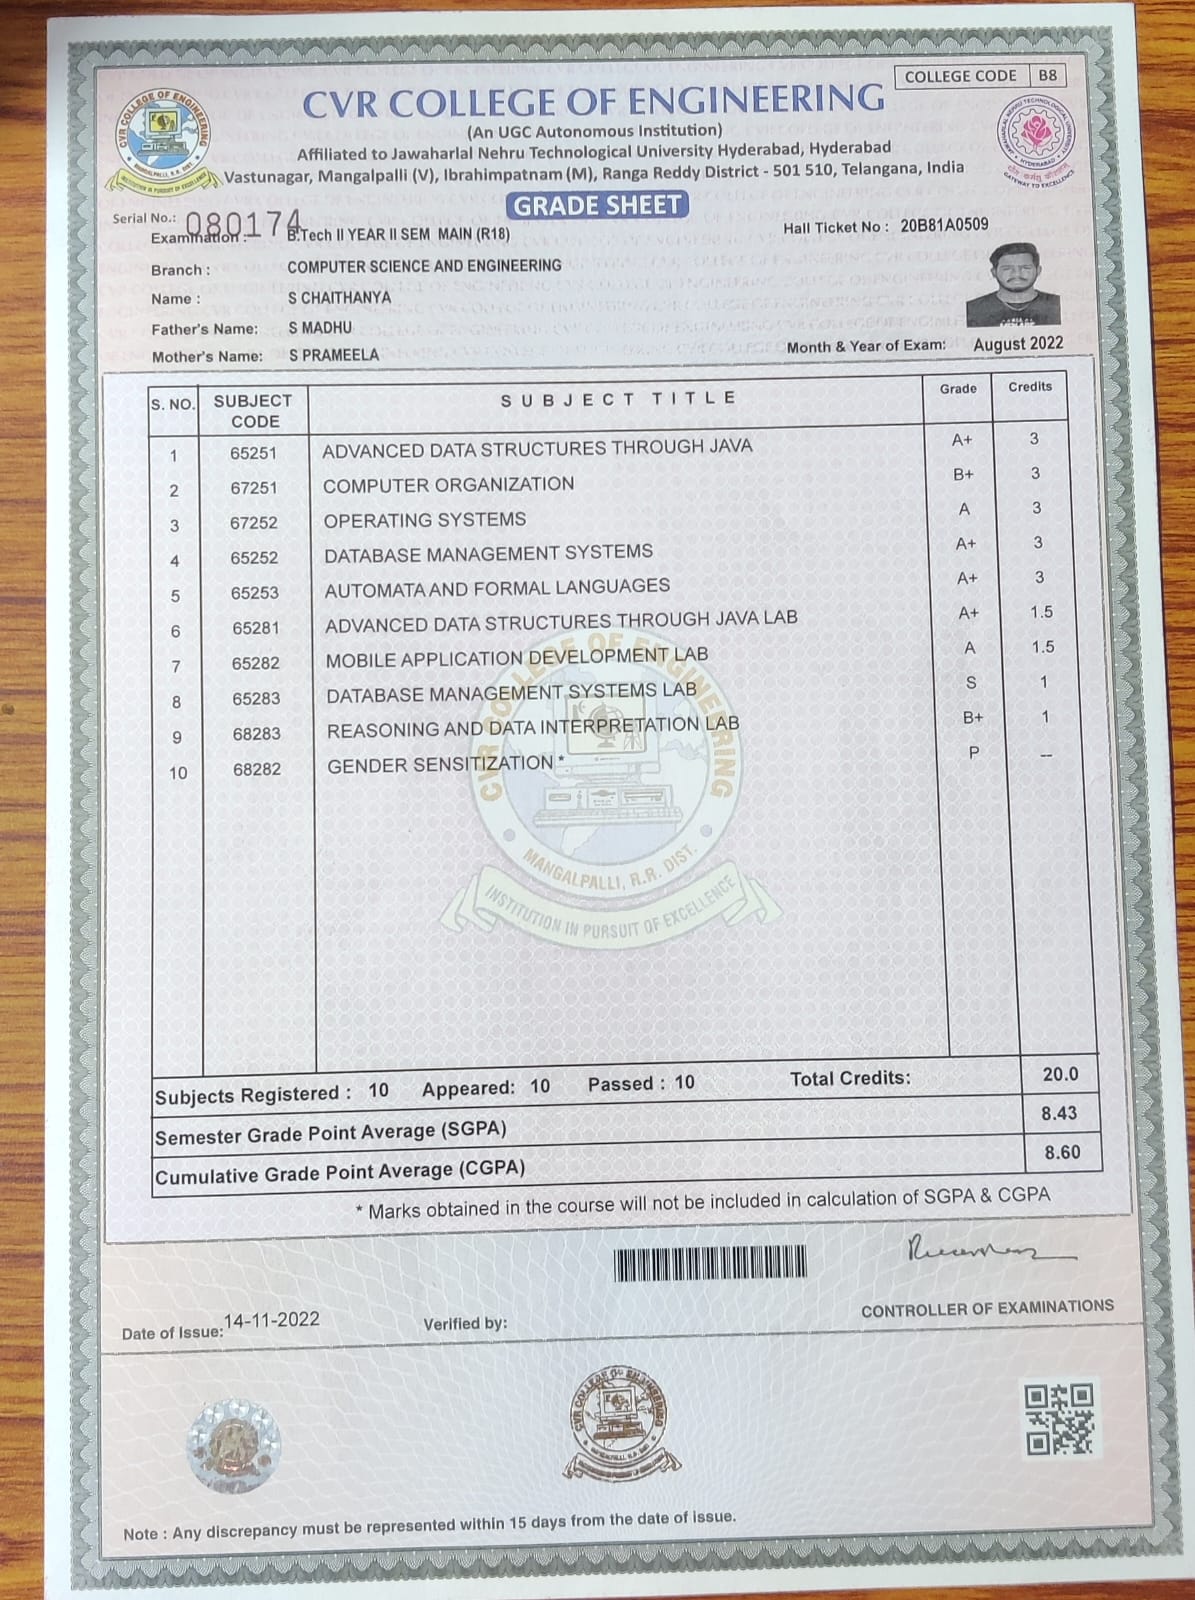 COLLEGE CODE B8
CVR COLLEGE OF ENGINEERING
(An UGC Autonomous Institution)
Affiliated to Jawaharlal Nehru Technological University Hyderabad, Hyderabad
Vastunagar, Mangalpalli (V), Ibrahimpatnam (M), Ranga Reddy District - 501 510, Telangana, India
GRADE SHEET
Serial No.: 080174
Examination : B.Tech II YEAR II SEM MAIN (R18) Hall Ticket No : 20B81A0509
Branch : COMPUTER SCIENCE AND ENGINEERING
Name : S CHAITHANYA
Father's Name: S MADHU
Mother's Name: S PRAMEELA Month & Year of Exam: August 2022
S. NO. SUBJECT CODE SUBJECT TITLE Grade Credits
1 65251 ADVANCED DATA STRUCTURES THROUGH JAVA A+ 3
2 67251 COMPUTER ORGANIZATION B+ 3
3 67252 OPERATING SYSTEMS A 3
4 65252 DATABASE MANAGEMENT SYSTEMS A+ 3
5 65253 AUTOMATA AND FORMAL LANGUAGES A+ 3
6 65281 ADVANCED DATA STRUCTURES THROUGH JAVA LAB A+ 1.5
7 65282 MOBILE APPLICATION DEVELOPMENT LAB A 1.5
8 65283 DATABASE MANAGEMENT SYSTEMS LAB S 1
9 68283 REASONING AND DATA INTERPRETATION LAB B+ 1
10 68282 GENDER SENSITIZATION * P --
CVR COLLEGE OF ENGINEERING
MANGALPALLI, R.R. DIST.
INSTITUTION IN PURSUIT OF EXCELLENCE
Subjects Registered : 10 Appeared: 10 Passed : 10 Total Credits: 20.0
Semester Grade Point Average (SGPA) 8.43
Cumulative Grade Point Average (CGPA) 8.60
* Marks obtained in the course will not be included in calculation of SGPA & CGPA
Date of Issue: 14-11-2022 Verified by: CONTROLLER OF EXAMINATIONS
CVR COLLEGE OF ENGINEERING
Note : Any discrepancy must be represented within 15 days from the date of issue.